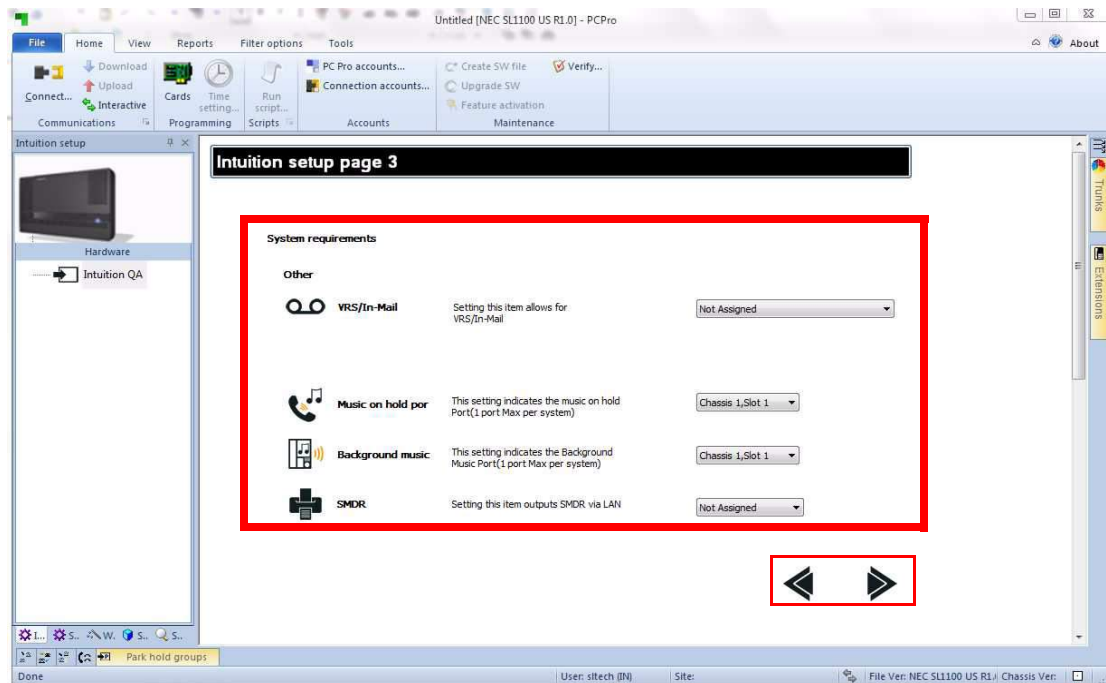 Untitled [NEC SL1100 US R1.0] - PCPro
File Home View Reports Filter options Tools About
Connect...
Download
Upload
Interactive
Communications
Cards
Time setting...
Programming
Run script...
Scripts
PC Pro accounts...
Connection accounts...
Accounts
Create SW file
Upgrade SW
Feature activation
Verify...
Maintenance
Intuition setup
Hardware
Intuition QA
Intuition setup page 3
System requirements
Other
VRS/In-Mail
Setting this item allows for
VRS/In-Mail
Not Assigned
Music on hold por
This setting indicates the music on hold
Port(1 port Max per system)
Chassis 1,Slot 1
Background music
This setting indicates the Background
Music Port(1 port Max per system)
Chassis 1,Slot 1
SMDR
Setting this item outputs SMDR via LAN
Not Assigned
Trunks
Extensions
I... S.. W. S.. S..
Park hold groups
Done
User: sltech (IN)
Site:
File Ver: NEC SL1100 US R1.
Chassis Ver: